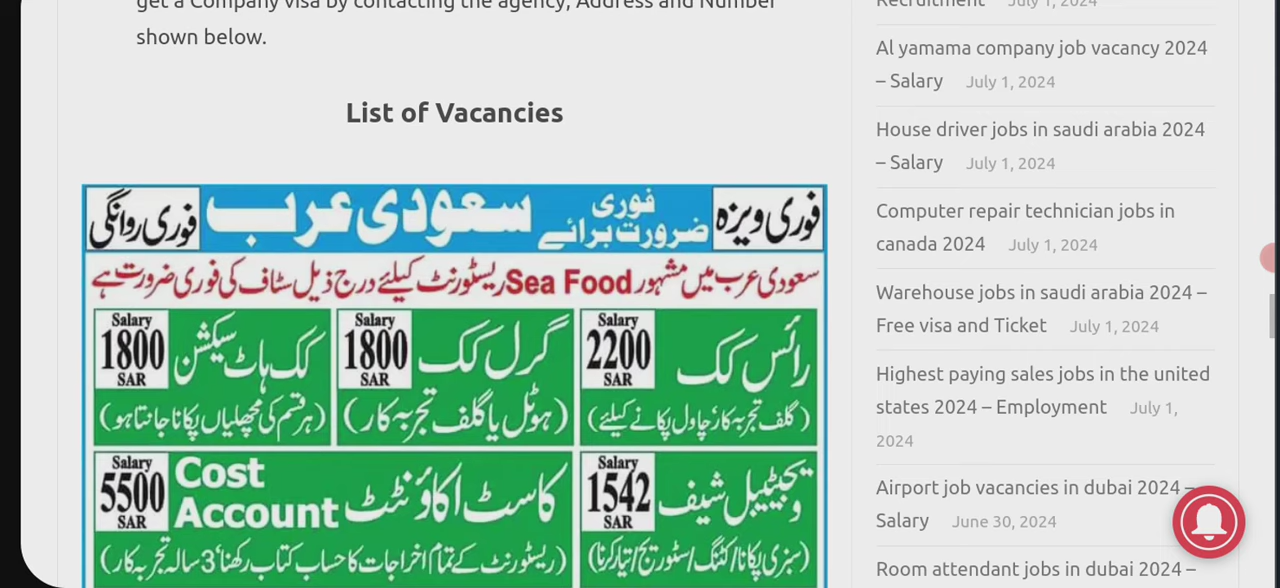 get a Company visa by contacting the agency, Address and Number
shown below.
List of Vacancies
فوری ویزہ
فوری
ضرورت برائے
سعودی عرب
فوری روانگی
سعودی عرب میں مشہور Sea Food ریسٹورنٹ کیلئے درج ذیل سٹاف کی فوری ضرورت ہے
رائس کک
Salary
2200
SAR
(گلف تجربہ کار، چاول پکانے کیلئے)
گرل کک
Salary
1800
SAR
(ہوٹل یا گلف تجربہ کار)
کک ہاٹ سیکشن
Salary
1800
SAR
(ہر قسم کی مچھلیاں پکانا جانتا ہو)
ویجیٹیبل شیف
Salary
1542
SAR
(سبزی پکانا/کٹنگ/سٹوریج/تیار کرنا)
کاسٹ اکاؤنٹنٹ
Cost
Account
Salary
5500
SAR
(ریسٹورنٹ کے تمام اخراجات کا حساب کتاب رکھنا، 3 سالہ تجربہ کار)
Recruitment July 1, 2024
Al yamama company job vacancy 2024
– Salary July 1, 2024
House driver jobs in saudi arabia 2024
– Salary July 1, 2024
Computer repair technician jobs in
canada 2024 July 1, 2024
Warehouse jobs in saudi arabia 2024 –
Free visa and Ticket July 1, 2024
Highest paying sales jobs in the united
states 2024 – Employment July 1,
2024
Airport job vacancies in dubai 2024 –
Salary June 30, 2024
Room attendant jobs in dubai 2024 –